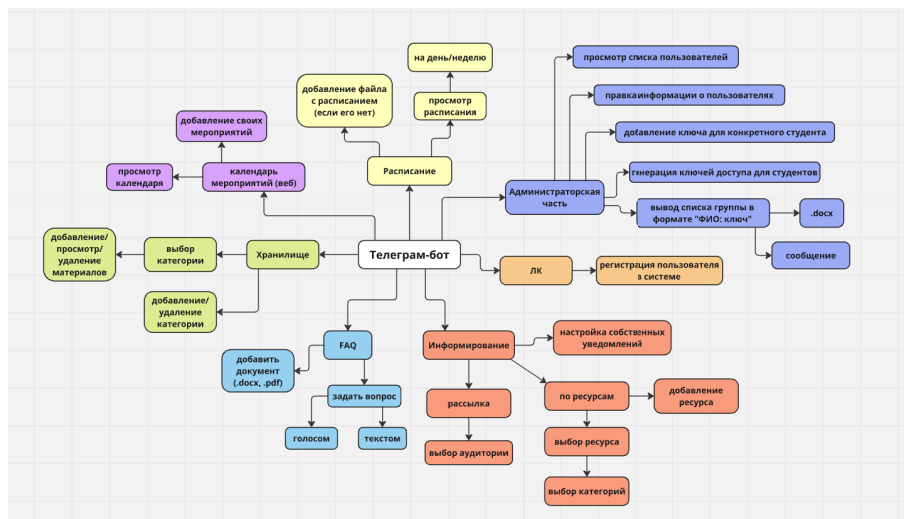 на день/неделю
просмотр списка пользователей
добавление файла
с расписанием
(если его нет)
просмотр
расписания
правкаинформации о пользователях
добавление своих
мероприятий
добавление ключа для конкретного студента
просмотр
календаря
календарь
мероприятий (веб)
Расписание
генерация ключей доступа для студентов
Администраторская
часть
вывод списка группы в
формате "ФИО: ключ"
.docx
сообщение
добавление/
просмотр/
удаление
материалов
выбор
категории
Хранилище
Телеграм-бот
ЛК
регистрация пользователя
в системе
добавление/
удаление
категории
FAQ
Информирование
настройка собственных
уведомлений
добавить
документ
(.docx, .pdf)
задать вопрос
рассылка
по ресурсам
добавление
ресурса
голосом
текстом
выбор аудитории
выбор ресурса
выбор категорий